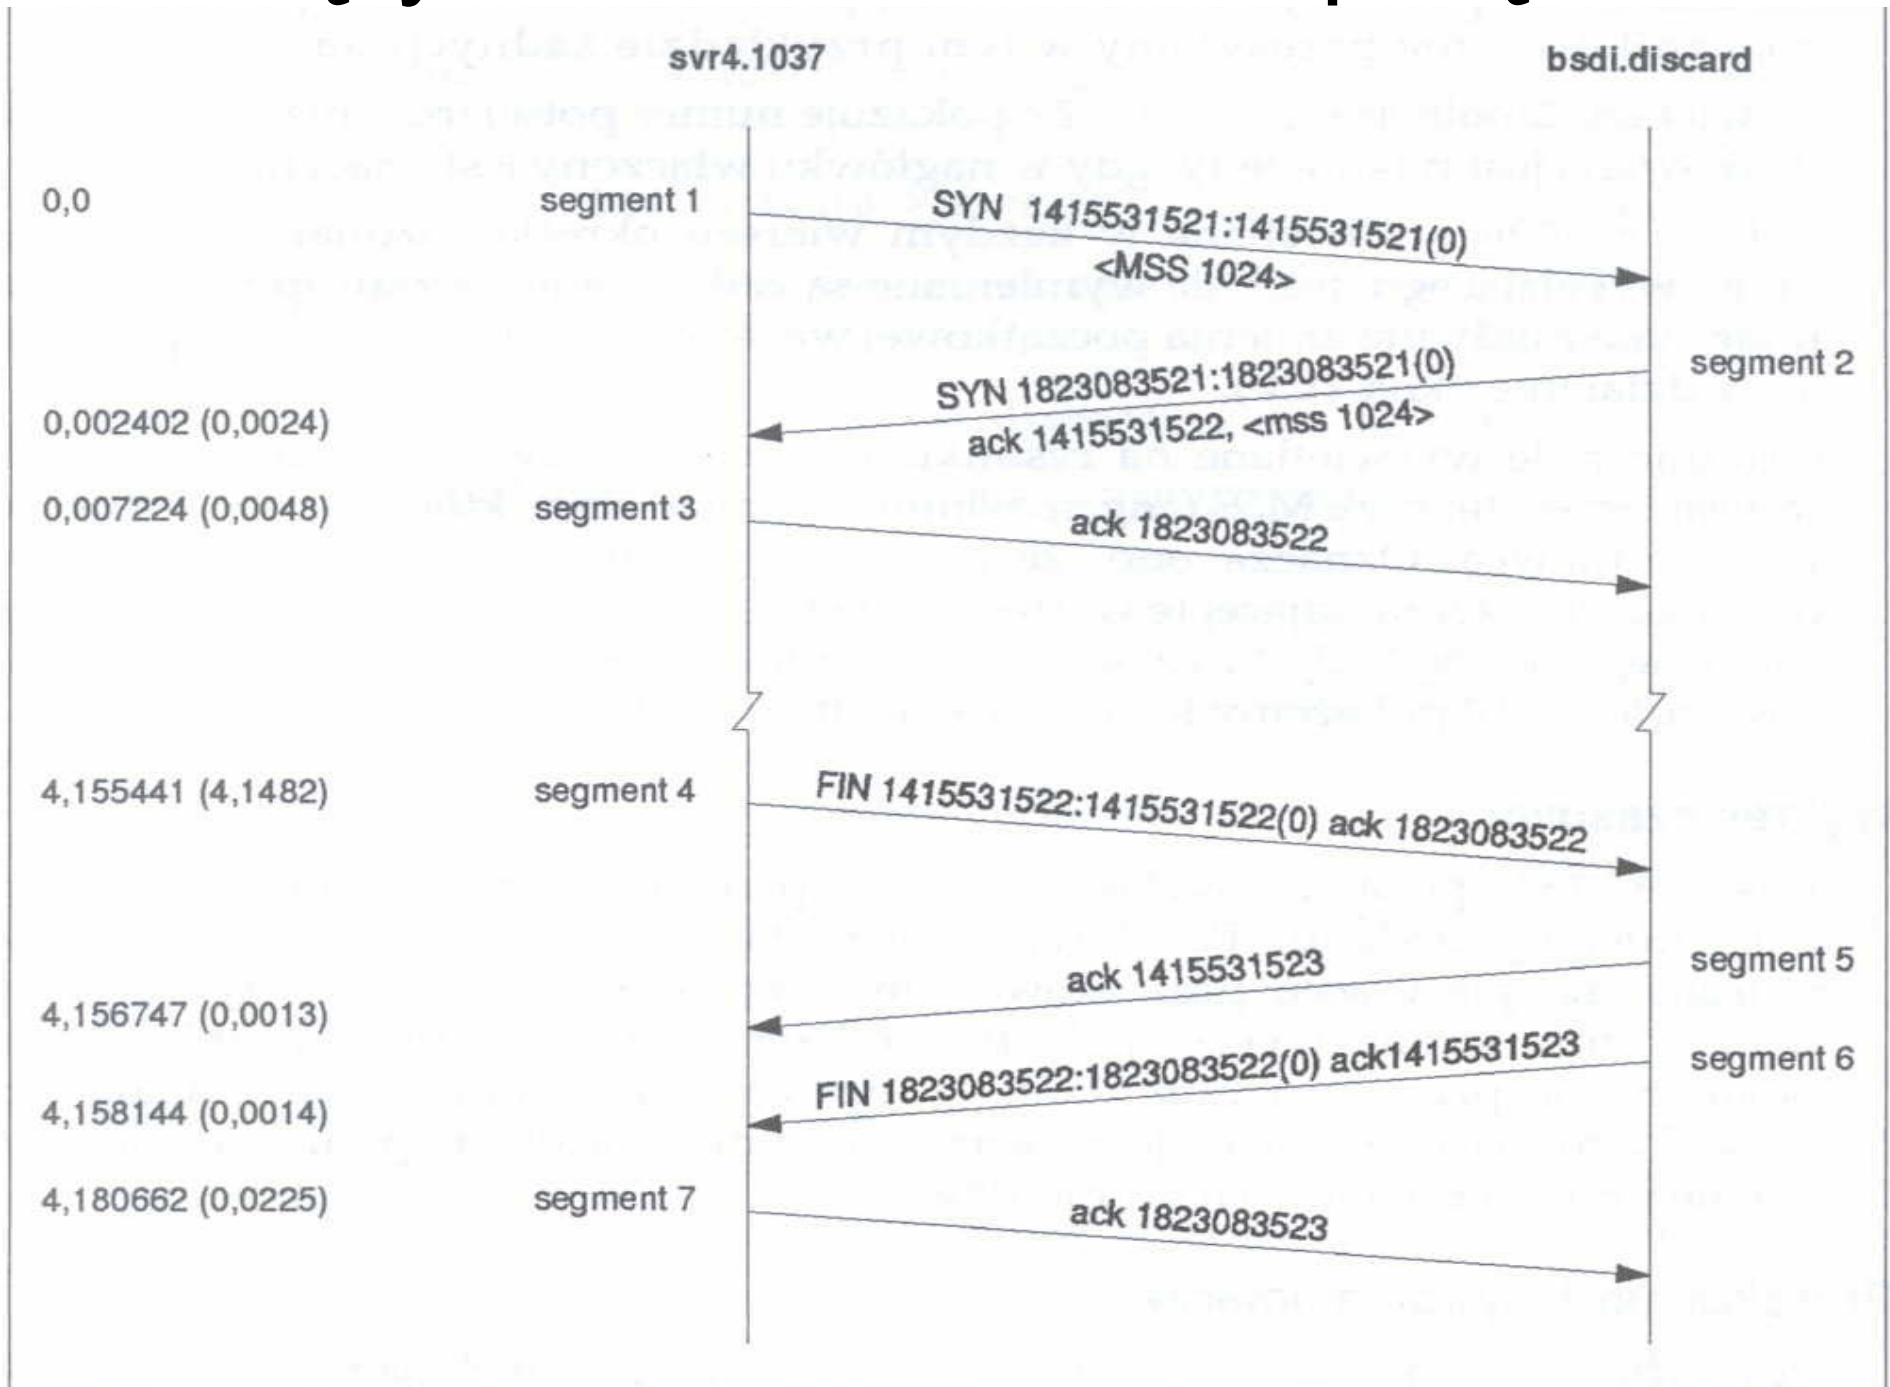 svr4.1037
bsdi.discard
0,0
segment 1
SYN 1415531521:1415531521(0)
<MSS 1024>
SYN 1823083521:1823083521(0)
segment 2
0,002402 (0,0024)
ack 1415531522, <mss 1024>
0,007224 (0,0048)
segment 3
ack 1823083522
4,155441 (4,1482)
segment 4
FIN 1415531522:1415531522(0) ack 1823083522
ack 1415531523
segment 5
4,156747 (0,0013)
FIN 1823083522:1823083522(0) ack1415531523
segment 6
4,158144 (0,0014)
4,180662 (0,0225)
segment 7
ack 1823083523